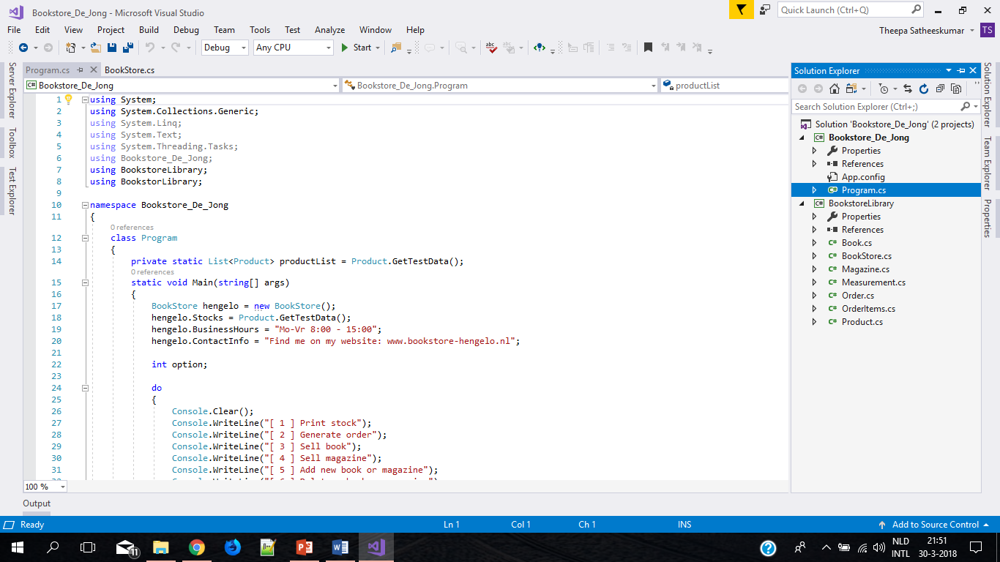 Bookstore_De_Jong - Microsoft Visual Studio
Quick Launch (Ctrl+Q)
File Edit View Project Build Debug Team Tools Test Analyze Window Help
Theepa Satheeskumar TS
Debug Any CPU Start
Server Explorer
Toolbox
Test Explorer
Program.cs BookStore.cs
Bookstore_De_Jong Bookstore_De_Jong.Program productList
1 using System;
2 using System.Collections.Generic;
3 using System.Linq;
4 using System.Text;
5 using System.Threading.Tasks;
6 using Bookstore_De_Jong;
7 using BookstoreLibrary;
8 using BookstorLibrary;
9
10 namespace Bookstore_De_Jong
11 {
0 references
12 class Program
13 {
14 private static List<Product> productList = Product.GetTestData();
0 references
15 static void Main(string[] args)
16 {
17 BookStore hengelo = new BookStore();
18 hengelo.Stocks = Product.GetTestData();
19 hengelo.BusinessHours = "Mo-Vr 8:00 - 15:00";
20 hengelo.ContactInfo = "Find me on my website: www.bookstore-hengelo.nl";
21
22 int option;
23
24 do
25 {
26 Console.Clear();
27 Console.WriteLine("[ 1 ] Print stock");
28 Console.WriteLine("[ 2 ] Generate order");
29 Console.WriteLine("[ 3 ] Sell book");
30 Console.WriteLine("[ 4 ] Sell magazine");
31 Console.WriteLine("[ 5 ] Add new book or magazine");
100 %
Solution Explorer
Search Solution Explorer (Ctrl+;)
Solution 'Bookstore_De_Jong' (2 projects)
C# Bookstore_De_Jong
Properties
References
App.config
C# Program.cs
C# BookstoreLibrary
Properties
References
C# Book.cs
C# BookStore.cs
C# Magazine.cs
C# Measurement.cs
C# Order.cs
C# OrderItems.cs
C# Product.cs
Solution Explorer
Team Explorer
Properties
Output
Ready Ln 1 Col 1 Ch 1 INS Add to Source Control
11 NLD 21:51
INTL 30-3-2018